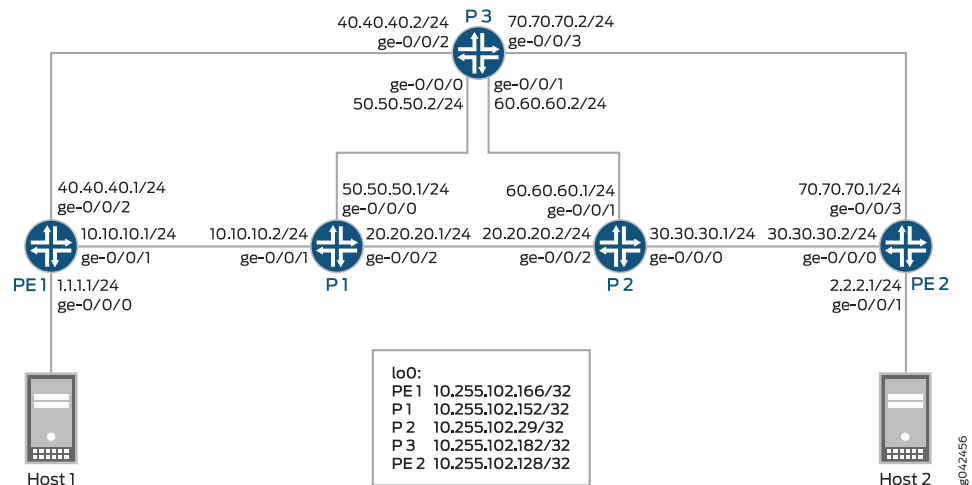 P 3
40.40.40.2/24
ge-0/0/2
70.70.70.2/24
ge-0/0/3
ge-0/0/0
50.50.50.2/24
ge-0/0/1
60.60.60.2/24
40.40.40.1/24
ge-0/0/2
50.50.50.1/24
ge-0/0/0
60.60.60.1/24
ge-0/0/1
70.70.70.1/24
ge-0/0/3
10.10.10.1/24
ge-0/0/1
10.10.10.2/24
ge-0/0/1
20.20.20.1/24
ge-0/0/2
20.20.20.2/24
ge-0/0/2
30.30.30.1/24
ge-0/0/0
30.30.30.2/24
ge-0/0/0
PE 1
P 1
P 2
PE 2
1.1.1.1/24
ge-0/0/0
2.2.2.1/24
ge-0/0/1
lo0:
PE 1 10.255.102.166/32
P 1 10.255.102.152/32
P 2 10.255.102.29/32
P 3 10.255.102.182/32
PE 2 10.255.102.128/32
Host 1
Host 2
g042456